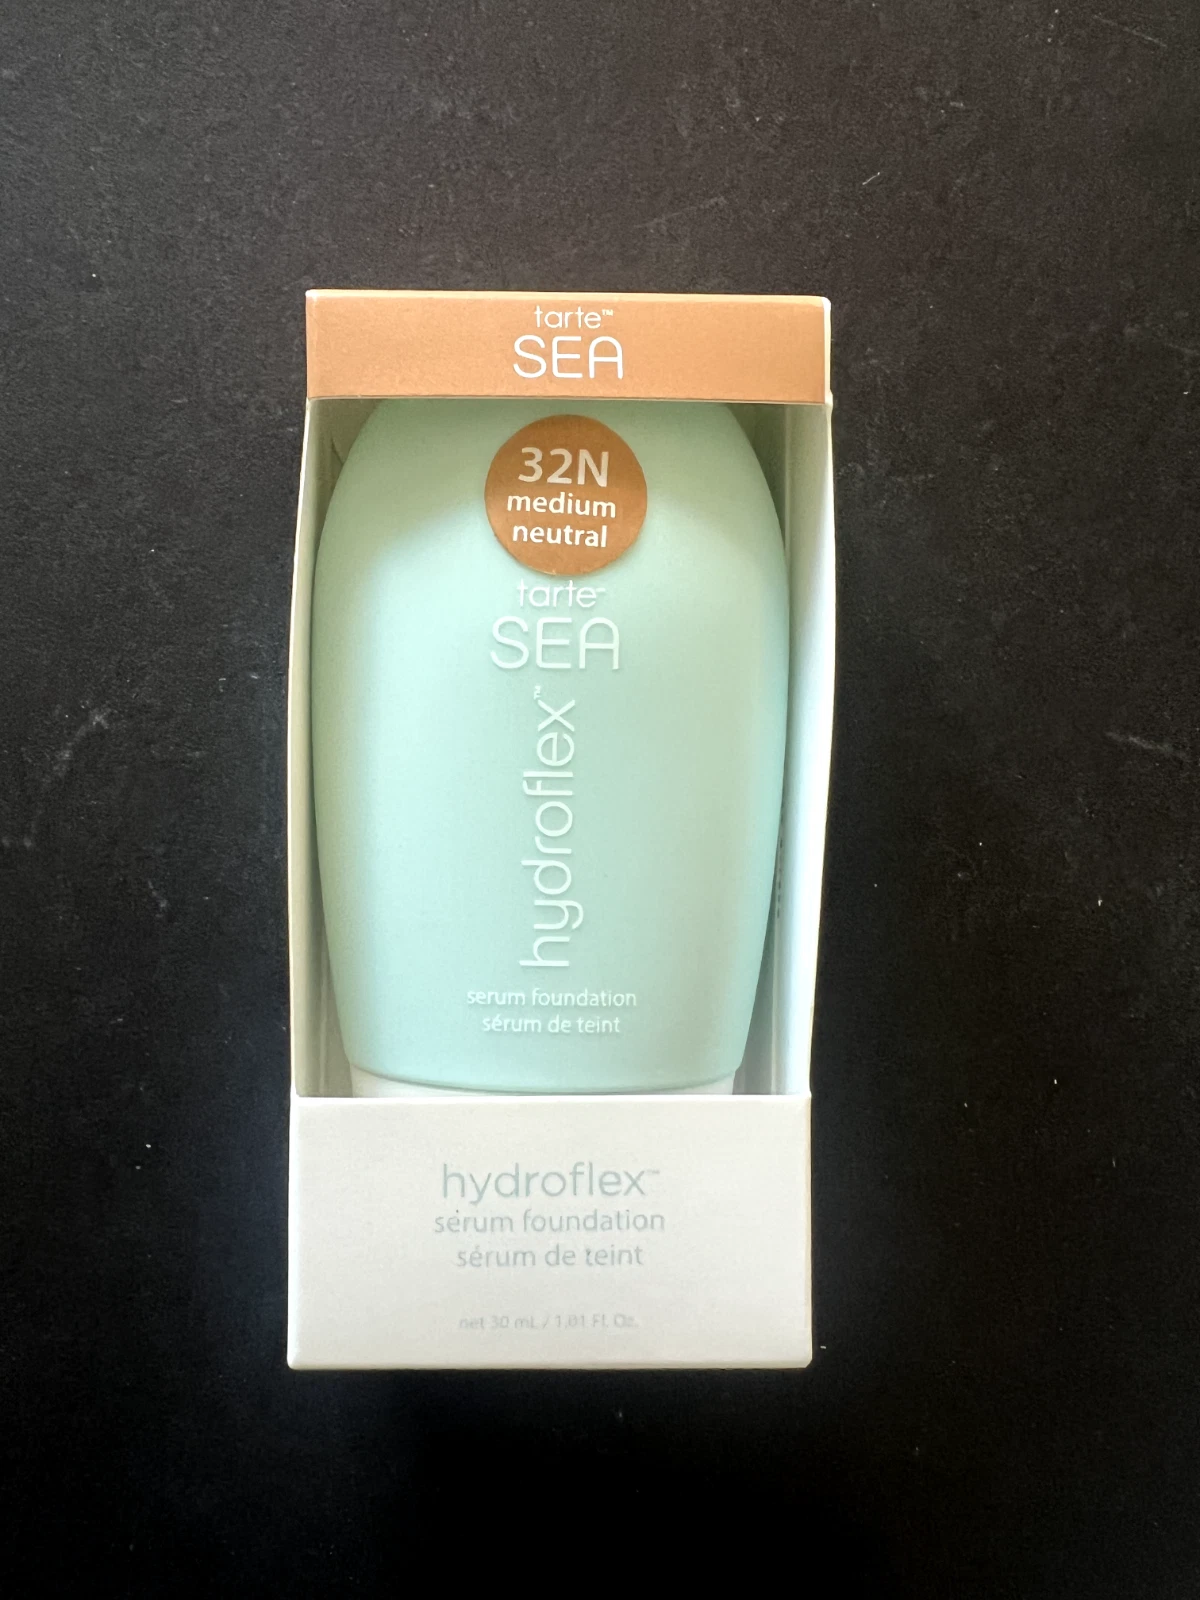 tarte™
SEA
32N
medium
neutral
tarte™
SEA
hydroflex™
serum foundation
sérum de teint
hydroflex™
serum foundation
sérum de teint
net 30 mL / 1.01 Fl. Oz.